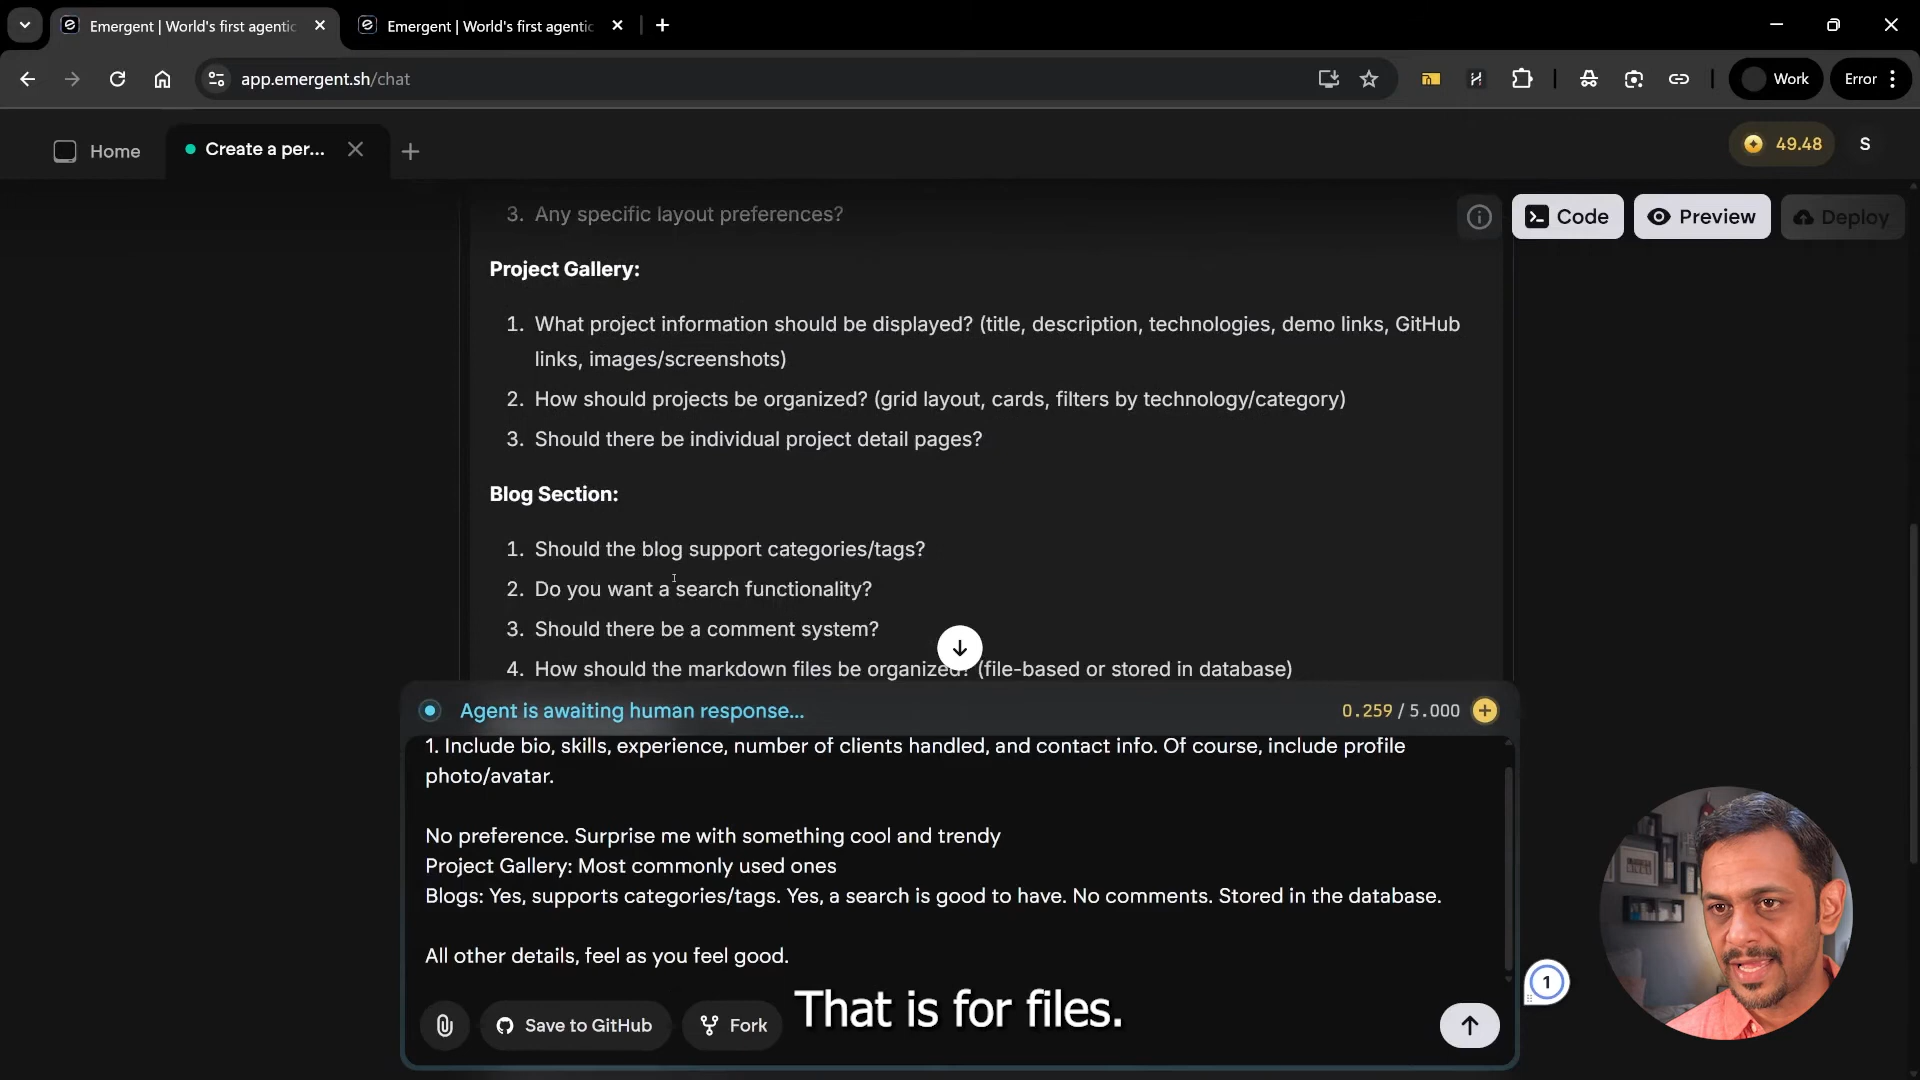 Emergent | World's first agentic
Emergent | World's first agentic
app.emergent.sh/chat
Work
Error
Home
Create a per...
49.48
S
3. Any specific layout preferences?
Code
Preview
Deploy
Project Gallery:
1. What project information should be displayed? (title, description, technologies, demo links, GitHub
links, images/screenshots)
2. How should projects be organized? (grid layout, cards, filters by technology/category)
3. Should there be individual project detail pages?
Blog Section:
1. Should the blog support categories/tags?
2. Do you want a search functionality?
3. Should there be a comment system?
4. How should the markdown files be organized? (file-based or stored in database)
Agent is awaiting human response...
0.259 / 5.000
1. Include bio, skills, experience, number of clients handled, and contact info. Of course, include profile
photo/avatar.
No preference. Surprise me with something cool and trendy
Project Gallery: Most commonly used ones
Blogs: Yes, supports categories/tags. Yes, a search is good to have. No comments. Stored in the database.
All other details, feel as you feel good.
1
That is for files.
Save to GitHub
Fork